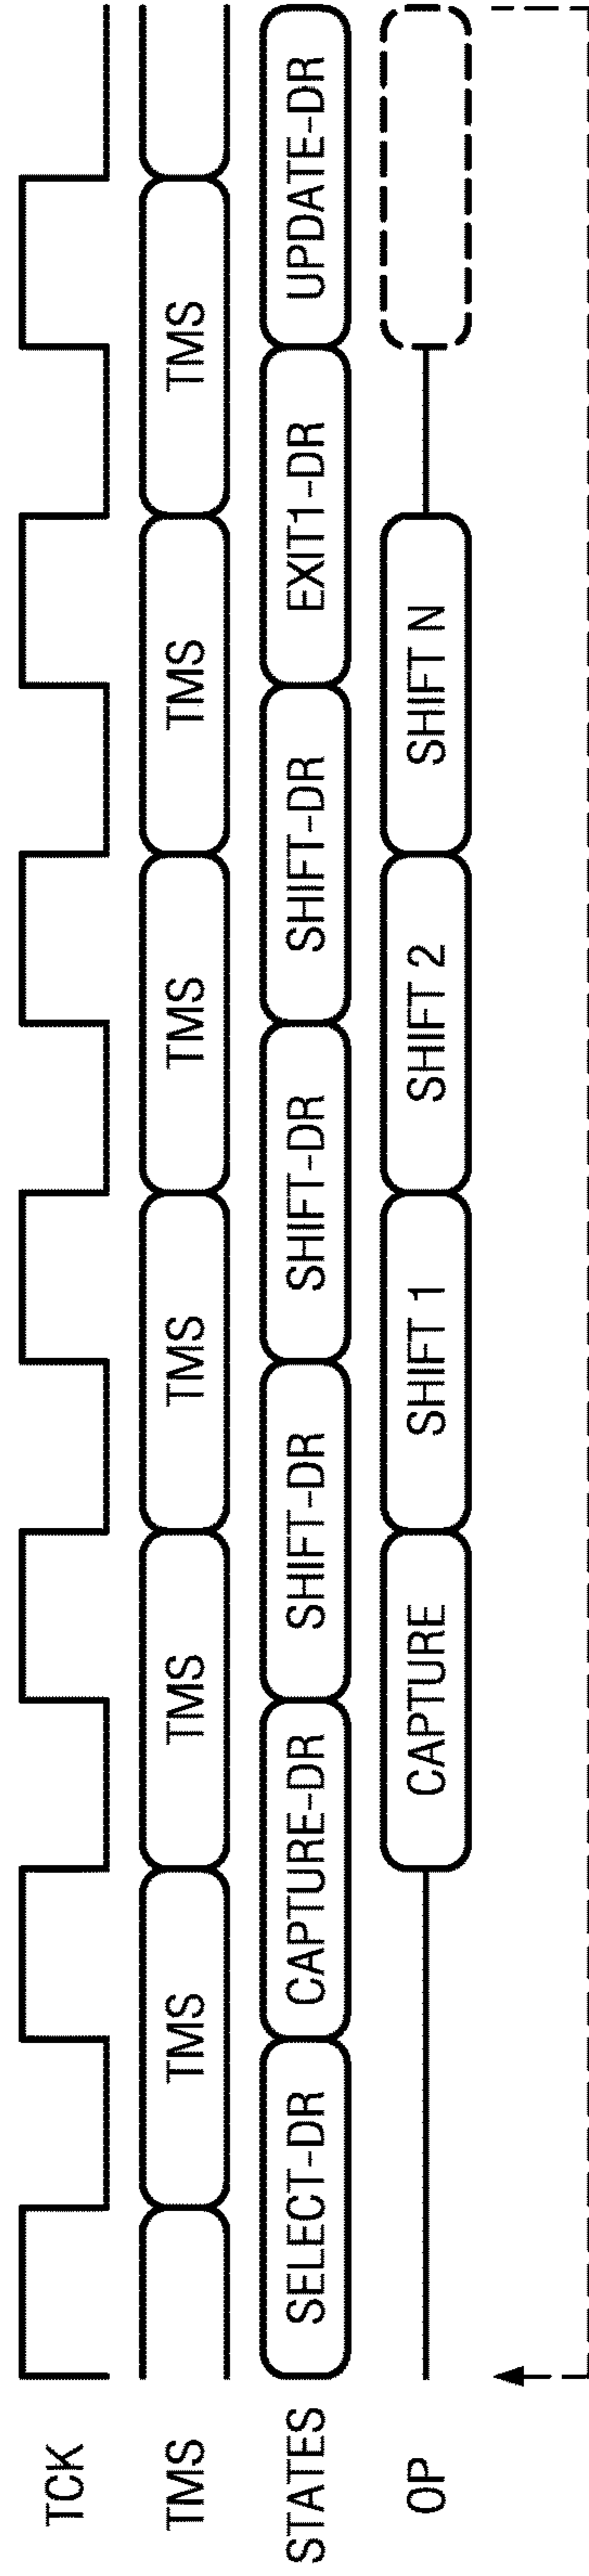 TCK
TMS TMS TMS TMS TMS TMS TMS
STATES SELECT-DR CAPTURE-DR SHIFT-DR SHIFT-DR SHIFT-DR EXIT1-DR UPDATE-DR
OP CAPTURE SHIFT 1 SHIFT 2 SHIFT N